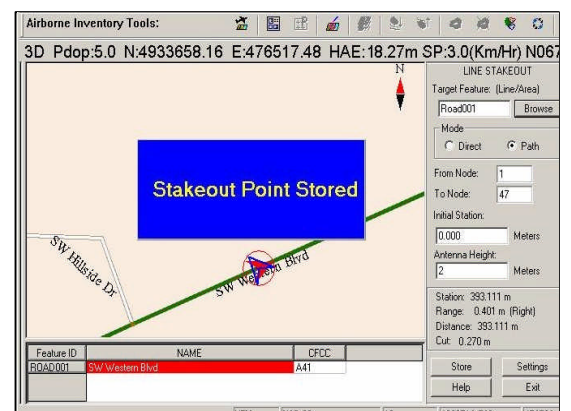 Airborne Inventory Tools:
3D Pdop:5.0 N:4933658.16 E:476517.48 HAE:18.27m SP:3.0(Km/Hr) N067
N
Stakeout Point Stored
SW Hillside Dr
SW Western Blvd
LINE STAKEOUT
Target Feature: (Line/Area)
Road001 Browse
Mode
Direct Path
From Node: 1
To Node: 47
Initial Station:
0.000 Meters
Antenna Height:
2 Meters
Station: 393.111 m
Range: 0.401 m (Right)
Distance: 393.111 m
Cut: 0.270 m
Store Settings
Help Exit
Feature ID NAME CFCC
ROAD001 SW Western Blvd A41